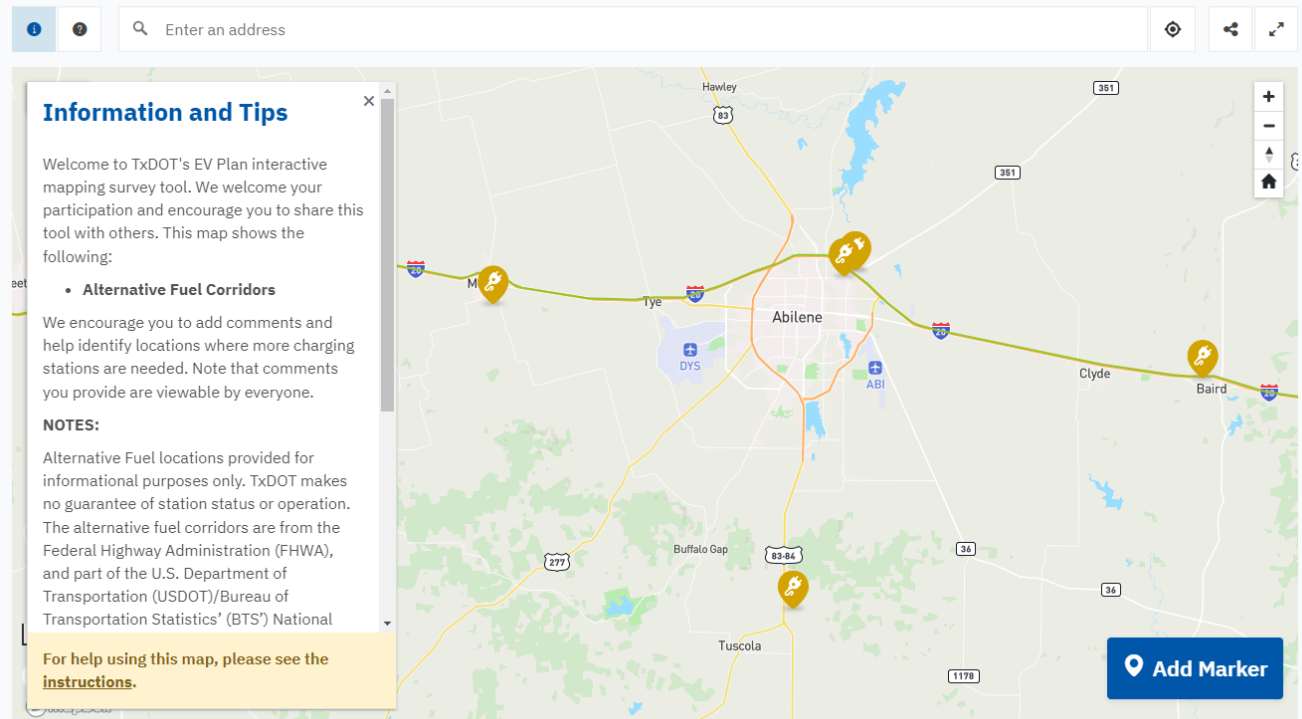 Enter an address
Information and Tips
Welcome to TxDOT's EV Plan interactive
mapping survey tool. We welcome your
participation and encourage you to share this
tool with others. This map shows the
following:
• Alternative Fuel Corridors
We encourage you to add comments and
help identify locations where more charging
stations are needed. Note that comments
you provide are viewable by everyone.
NOTES:
Alternative Fuel locations provided for
informational purposes only. TxDOT makes
no guarantee of station status or operation.
The alternative fuel corridors are from the
Federal Highway Administration (FHWA),
and part of the U.S. Department of
Transportation (USDOT)/Bureau of
Transportation Statistics’ (BTS’) National
For help using this map, please see the
instructions.
Hawley
83
351
351
20
Tye
20
Abilene
20
DYS
ABI
Clyde
Baird
20
277
Buffalo Gap
83-84
36
36
Tuscola
1178
Add Marker